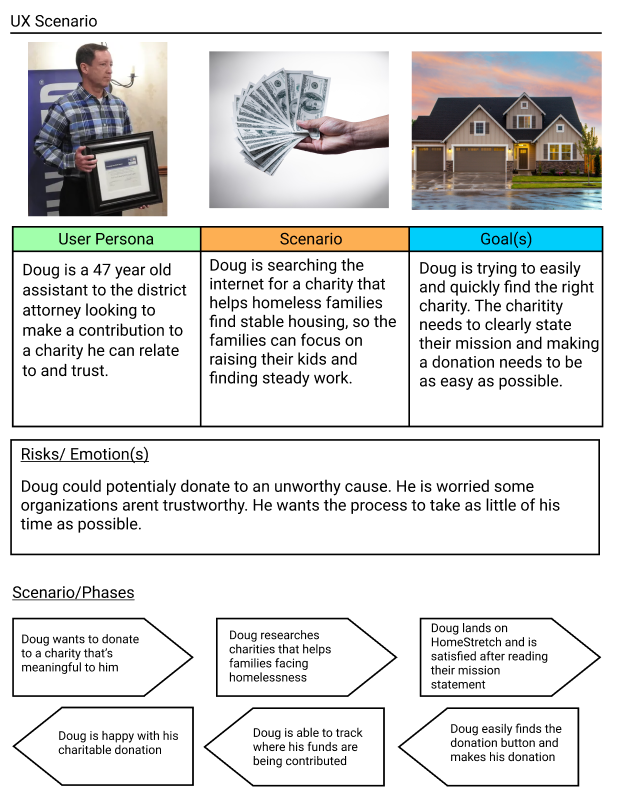 UX Scenario
User Persona
Scenario
Goal(s)
Doug is a 47 year old
assistant to the district
attorney looking to
make a contribution to
a charity he can relate
to and trust.
Doug is searching the
internet for a charity that
helps homeless families
find stable housing, so the
families can focus on
raising their kids and
finding steady work.
Doug is trying to easily
and quickly find the right
charity. The charitity
needs to clearly state
their mission and making
a donation needs to be
as easy as possible.
Risks/ Emotion(s)
Doug could potentialy donate to an unworthy cause. He is worried some
organizations arent trustworthy. He wants the process to take as little of his
time as possible.
Scenario/Phases
Doug wants to donate
to a charity that's
meaningful to him
Doug researches
charities that helps
families facing
homelessness
Doug lands on
HomeStretch and is
satisfied after reading
their mission
statement
Doug easily finds the
donation button and
makes his donation
Doug is able to track
where his funds are
being contributed
Doug is happy with his
charitable donation